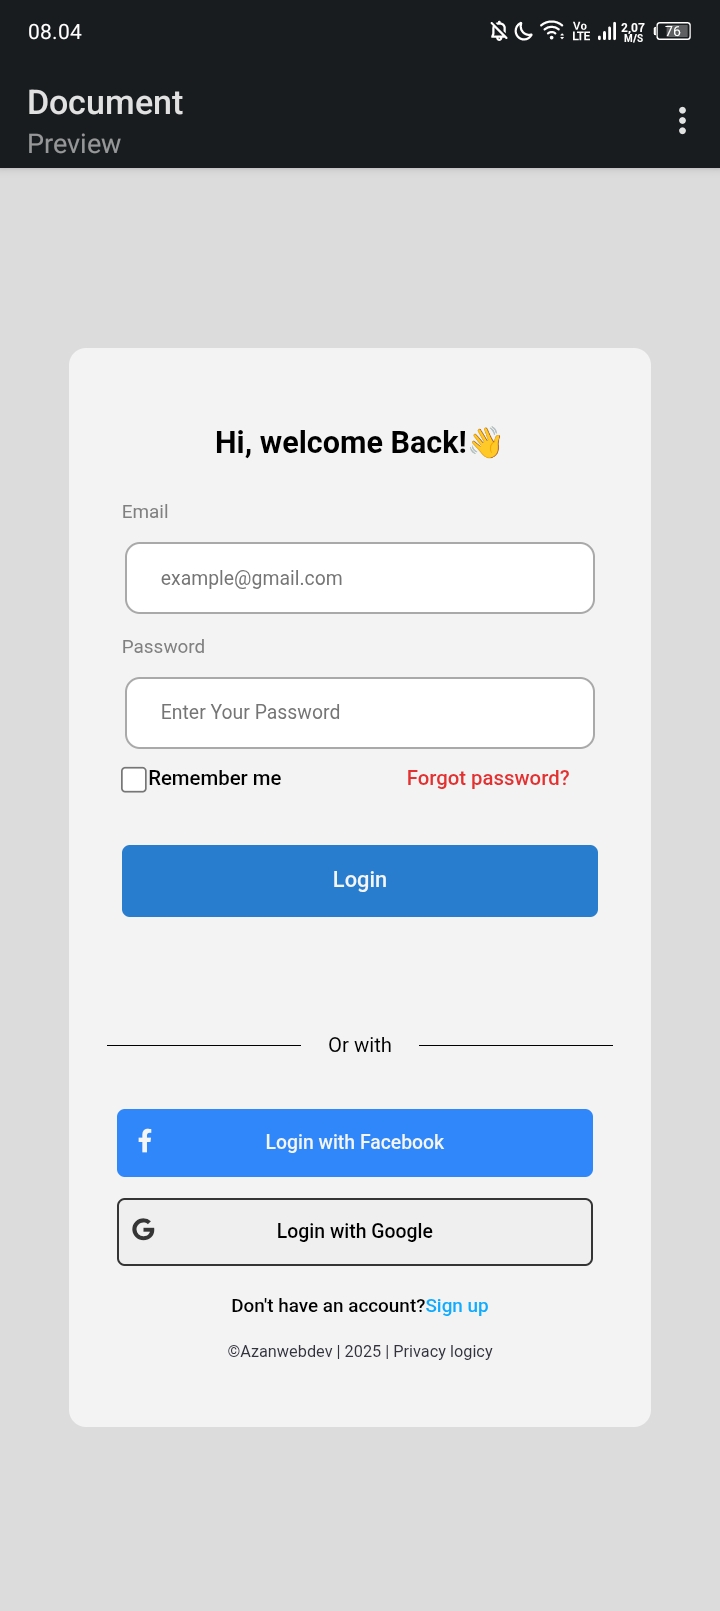 08.04
Vo
LTE
2,07
M/S
76
Document
Preview
Hi, welcome Back!👋
Email
example@gmail.com
Password
Enter Your Password
Remember me
Forgot password?
Login
Or with
f
Login with Facebook
G
Login with Google
Don't have an account?Sign up
©Azanwebdev | 2025 | Privacy logicy